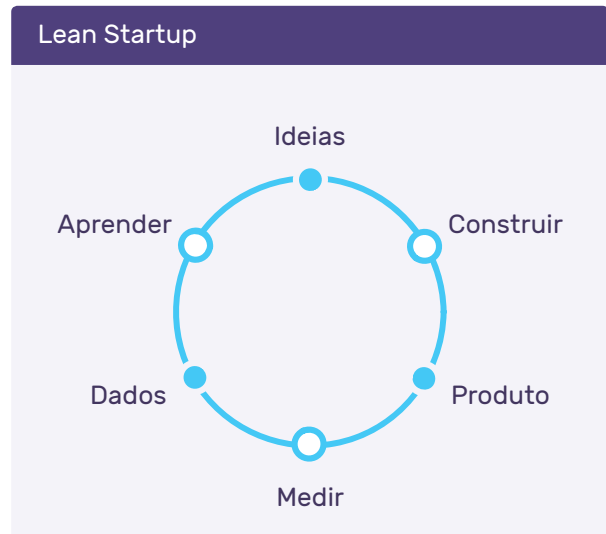 Lean Startup
Ideias
Aprender
Construir
Dados
Produto
Medir